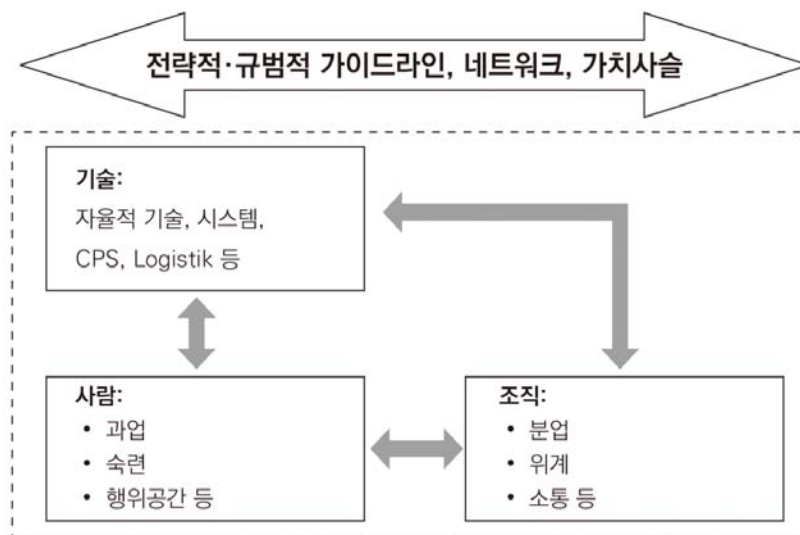 전략적·규범적 가이드라인, 네트워크, 가치사슬
기술:
자율적 기술, 시스템,
CPS, Logistik 등
사람:
• 과업
• 숙련
• 행위공간 등
조직:
• 분업
• 위계
• 소통 등